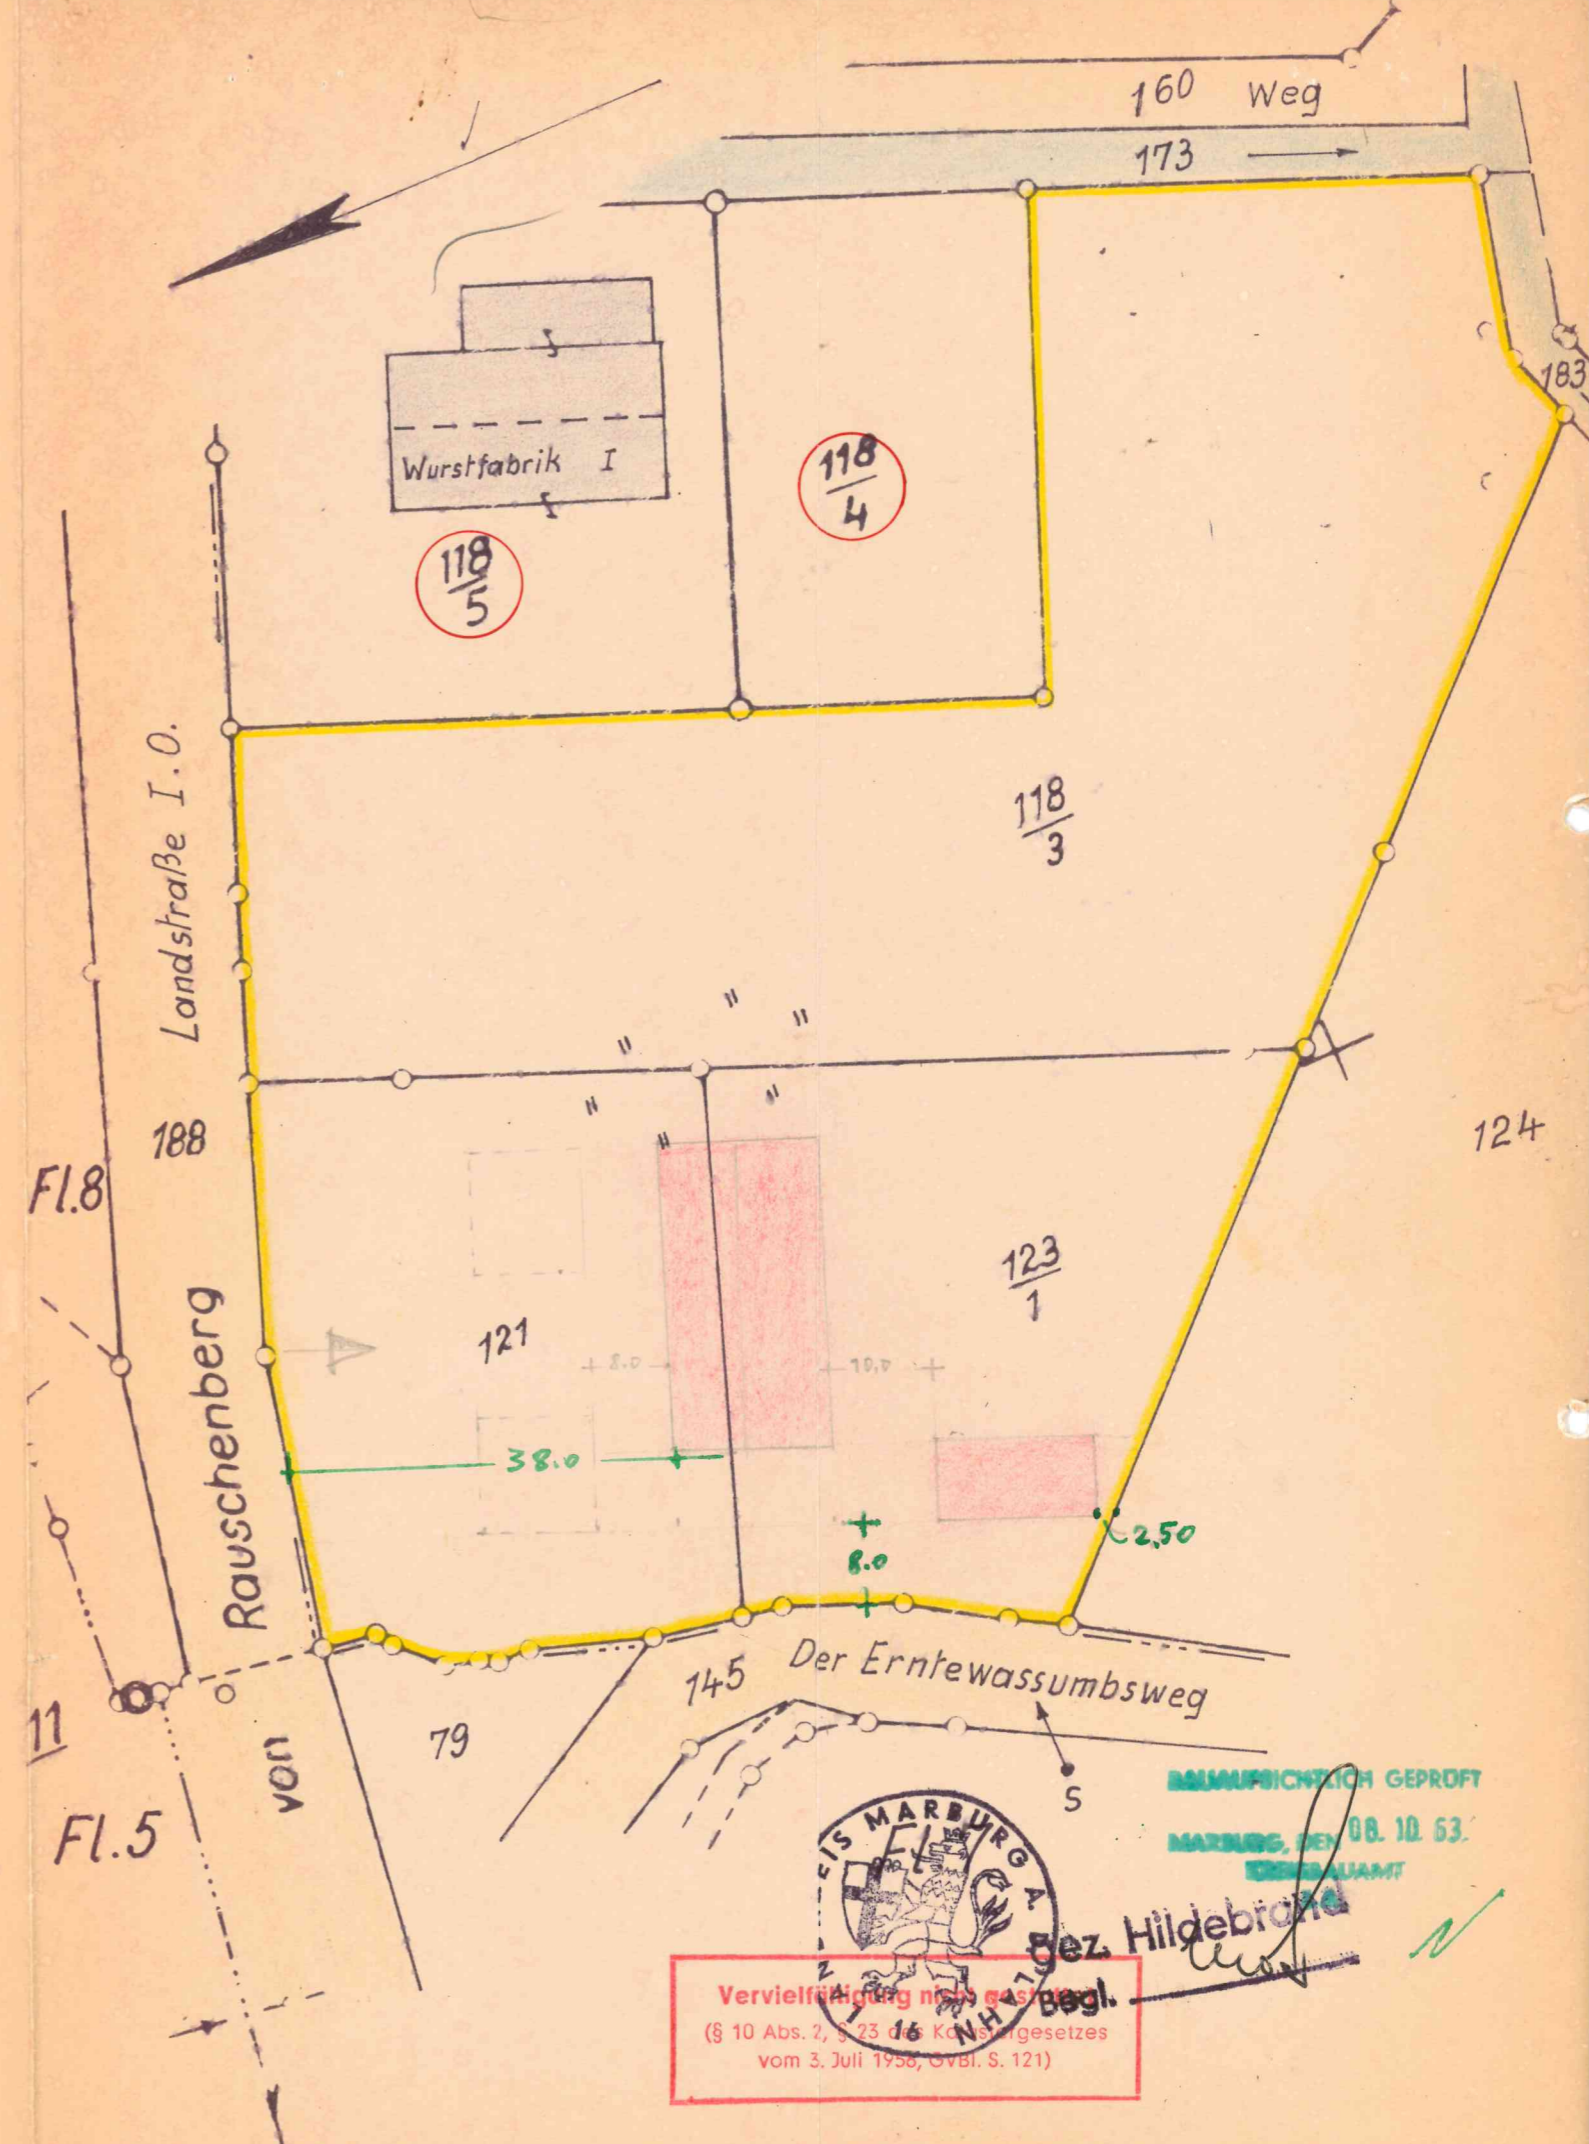 160 Weg
173
183
Wurstfabrik I
118
4
118
5
118
3
Landstraße I.O.
188
Fl.8
124
123
1
121
8.0
10.0
38.0
2,50
8.0
Rauschenberg
von
Der Erntewassumbsweg
145
79
11
Fl.5
S
BAUAUFSICHTLICH GEPRÜFT
MARBURG, DEN 08. 10. 63.
KREISBAUAMT
MARBURG A.
LAHN
16
gez. Hildebrand
Begl.
Vervielfältigung nicht gestattet
(§ 10 Abs. 2, § 23 des Katastergesetzes
vom 3. Juli 1956, GVBl. S. 121)